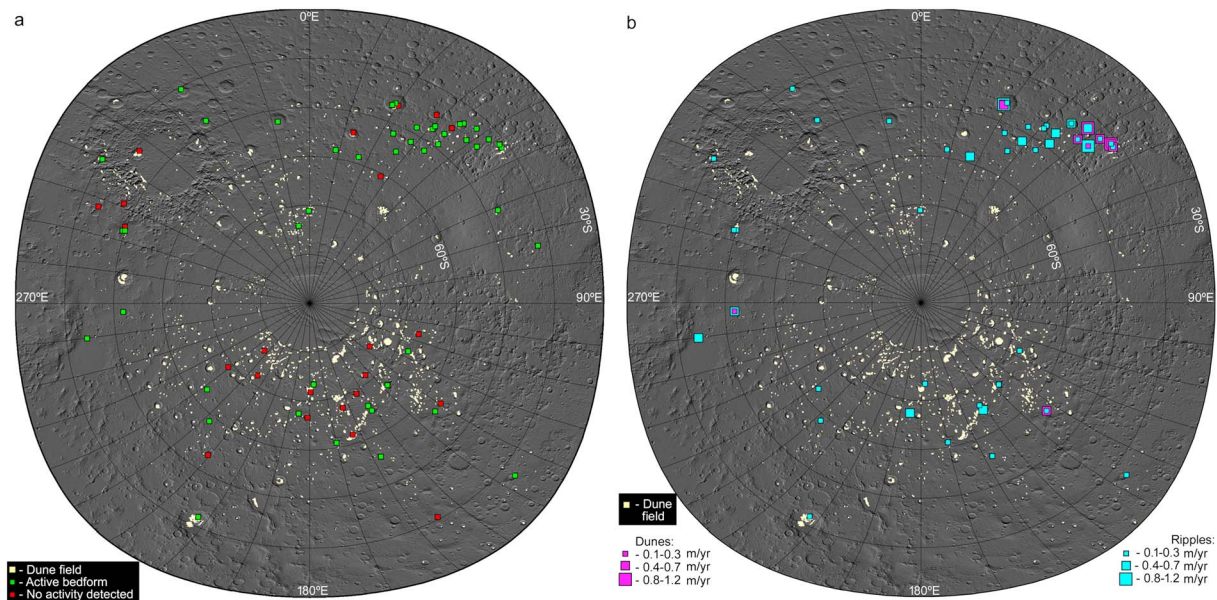 a
0ºE
30ºS
60ºS
270ºE
90ºE
180ºE
- Dune field
- Active bedform
- No activity detected
b
0ºE
30ºS
60ºS
270ºE
90ºE
180ºE
- Dune
field
Dunes:
- 0.1-0.3 m/yr
- 0.4-0.7 m/yr
- 0.8-1.2 m/yr
Ripples:
- 0.1-0.3 m/yr
- 0.4-0.7 m/yr
- 0.8-1.2 m/yr